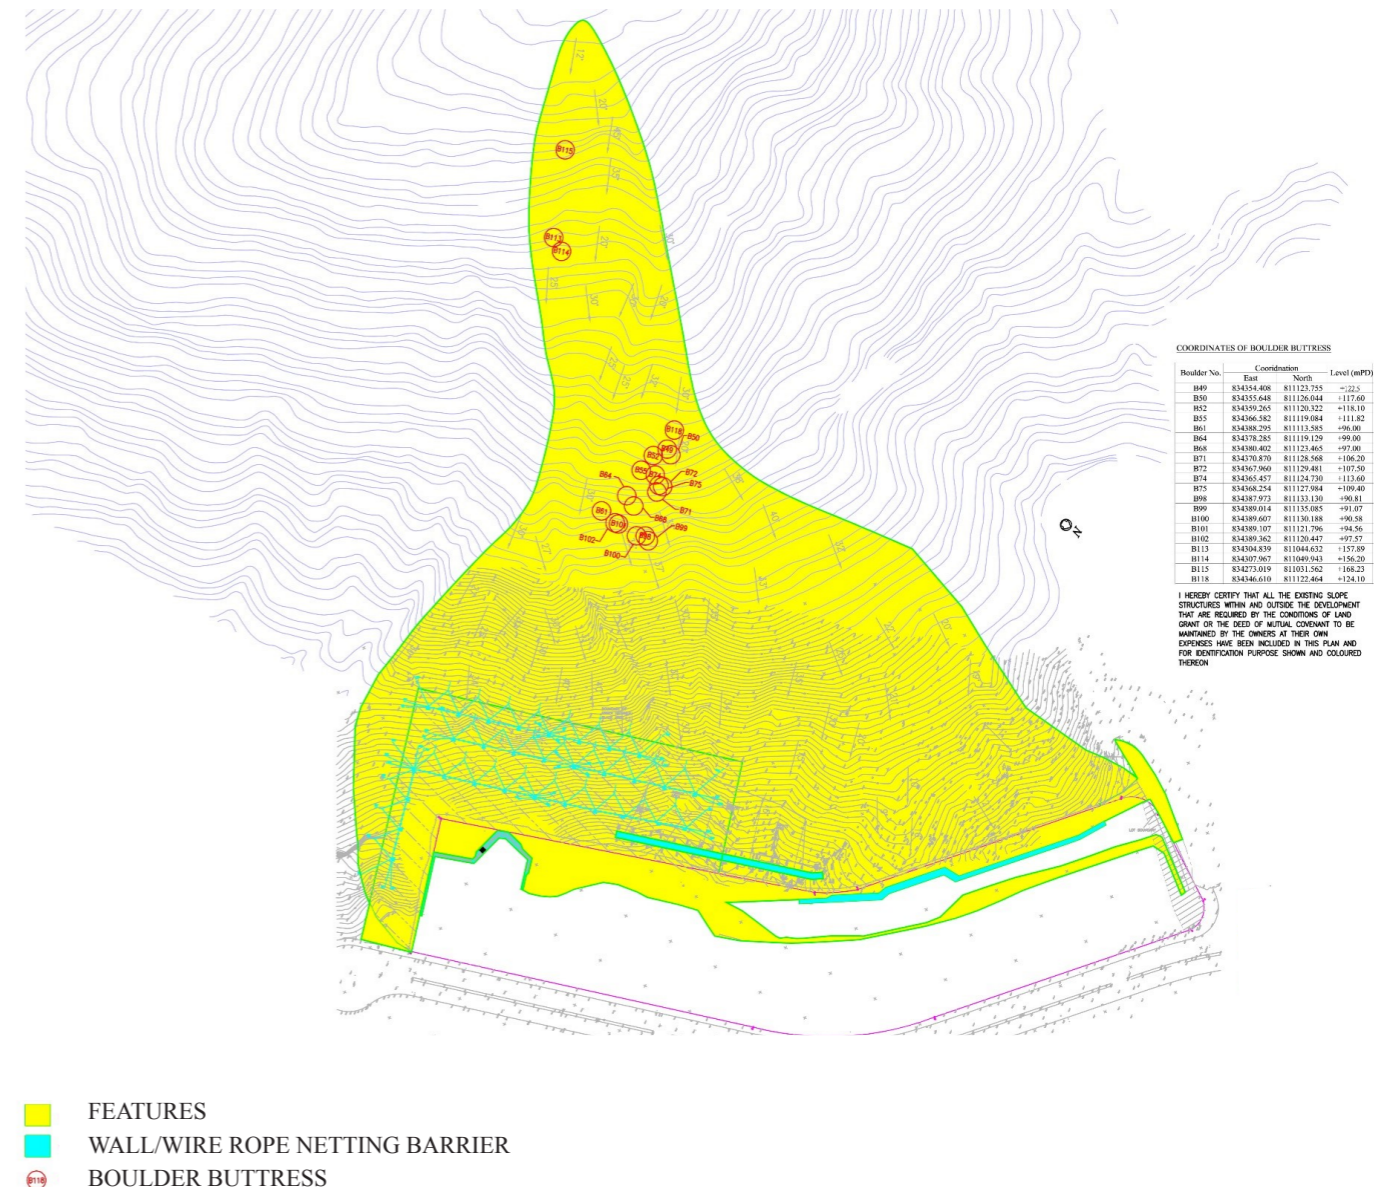 12'
20'
B115
20'
B113
B114
25'
30'
COORDINATES OF BOULDER BUTTRESS
Boulder No. Cooridnation Level (mPD)
East North
B49 834354.408 811123.755
B50 834355.648 811126.044 +117.60
B52 834359.265 811120.322 +118.10
B55 834366.582 811119.084 +111.82
B61 834388.295 811113.585 +96.00
B64 834378.285 811119.129 +99.00
B68 834380.402 811123.465 +97.00
B71 834370.870 811128.568 +106.20
B72 834367.960 811129.481 +107.50
B74 834365.457 811124.730 +113.60
B75 834368.254 811127.984 +109.40
B98 834387.973 811133.130 +90.81
B99 834389.014 811135.085 +91.07
B100 834389.607 811130.188 +90.58
B101 834389.107 811121.796 +94.56
B102 834389.362 811120.447 +97.57
B113 834304.839 811044.632 +157.89
B114 834307.967 811049.943 +156.20
B115 834273.019 811031.562 +168.23
B118 834346.610 811122.464 +124.10
B118
B50
B49
B52
B55
B74
B72
B64
B75
B71
B61
B68
B101
B99
B102
B98
B100
N
I HEREBY CERTIFY THAT ALL THE EXISTING SLOPE
STRUCTURES WITHIN AND OUTSIDE THE DEVELOPMENT
THAT ARE REQUIRED BY THE CONDITIONS OF LAND
GRANT OR THE DEED OF MUTUAL COVENANT TO BE
MAINTAINED BY THE OWNERS AT THEIR OWN
EXPENSES HAVE BEEN INCLUDED IN THIS PLAN AND
FOR IDENTIFICATION PURPOSE SHOWN AND COLOURED
THEREON
FEATURES
WALL/WIRE ROPE NETTING BARRIER
B118 BOULDER BUTTRESS